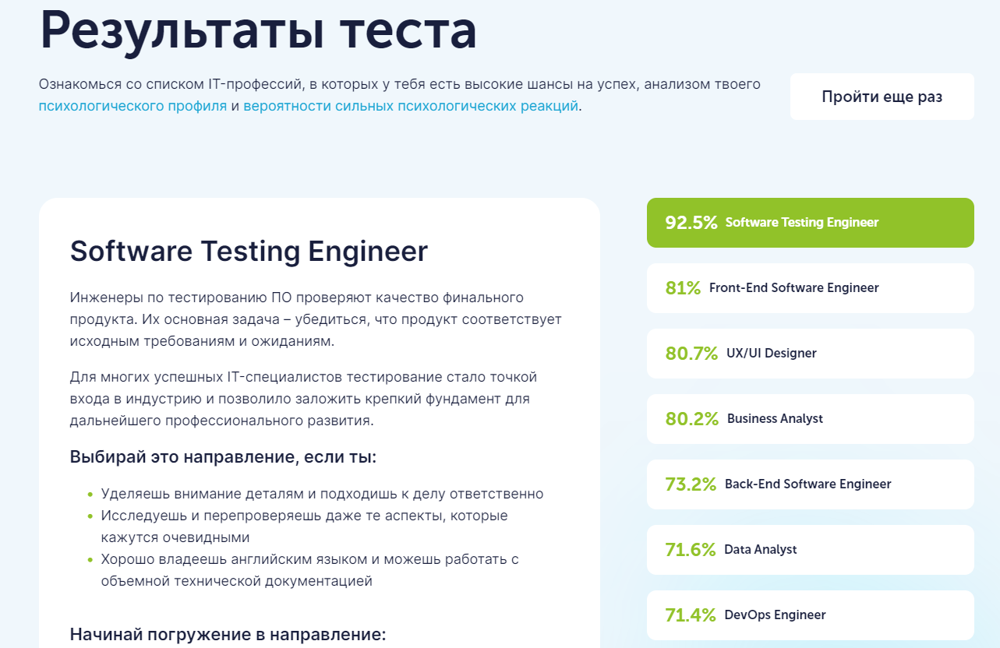 Результаты теста
Ознакомься со списком IT-профессий, в которых у тебя есть высокие шансы на успех, анализом твоего
психологического профиля и вероятности сильных психологических реакций.
Пройти еще раз
Software Testing Engineer
Инженеры по тестированию ПО проверяют качество финального
продукта. Их основная задача – убедиться, что продукт соответствует
исходным требованиям и ожиданиям.
Для многих успешных IT-специалистов тестирование стало точкой
входа в индустрию и позволило заложить крепкий фундамент для
дальнейшего профессионального развития.
Выбирай это направление, если ты:
Уделяешь внимание деталям и подходишь к делу ответственно
Исследуешь и перепроверяешь даже те аспекты, которые
кажутся очевидными
Хорошо владеешь английским языком и можешь работать с
объемной технической документацией
Начинай погружение в направление:
92.5% Software Testing Engineer
81% Front-End Software Engineer
80.7% UX/UI Designer
80.2% Business Analyst
73.2% Back-End Software Engineer
71.6% Data Analyst
71.4% DevOps Engineer